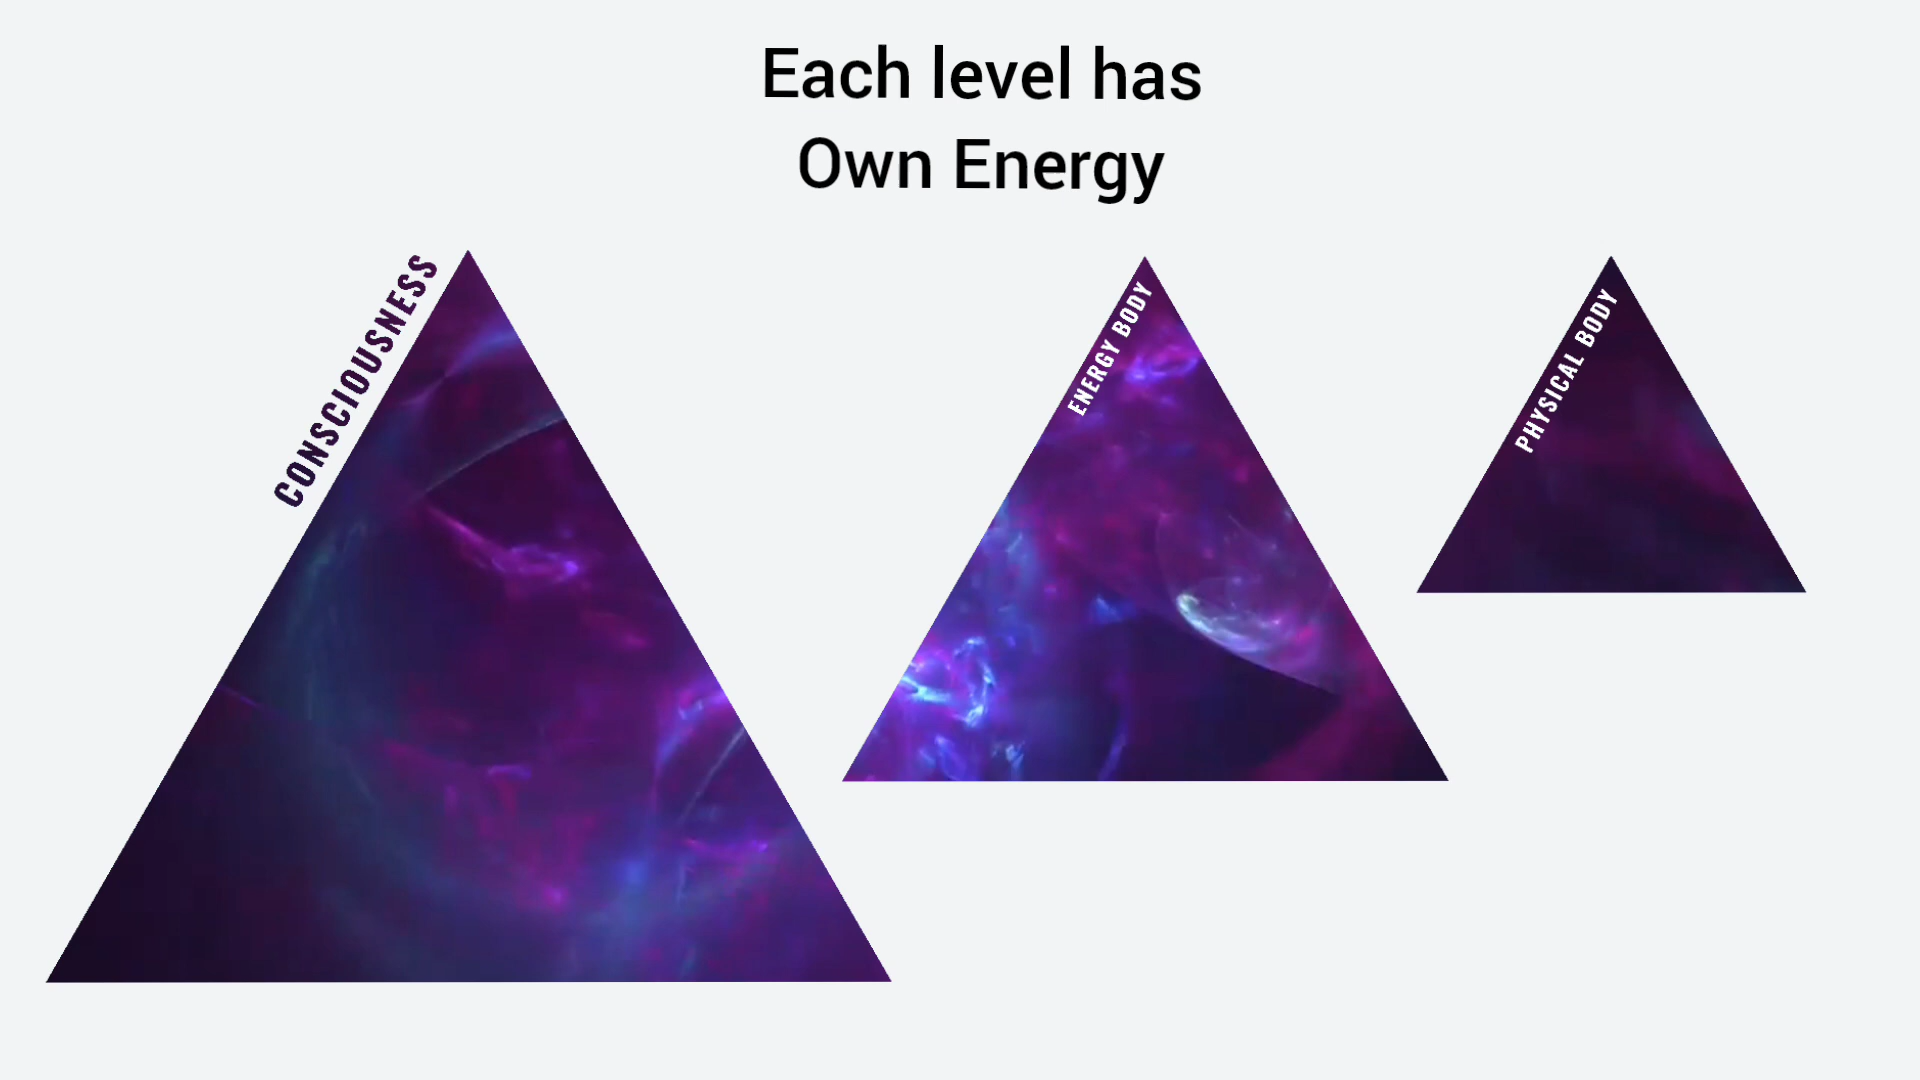 Each level has
Own Energy
CONSCIOUSNESS
ENERGY BODY
PHYSICAL BODY